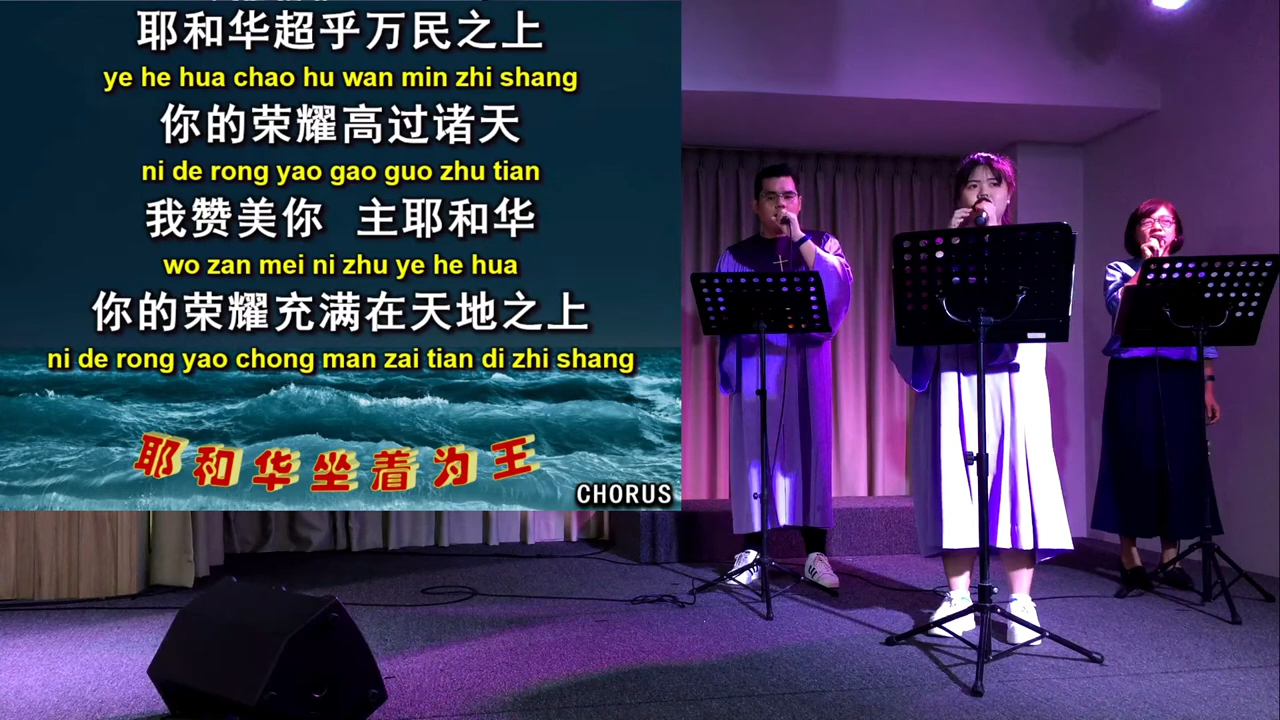 耶和华超乎万民之上
ye he hua chao hu wan min zhi shang
你的荣耀高过诸天
ni de rong yao gao guo zhu tian
我赞美你 主耶和华
wo zan mei ni zhu ye he hua
你的荣耀充满在天地之上
ni de rong yao chong man zai tian di zhi shang
耶和华坐着为王
CHORUS